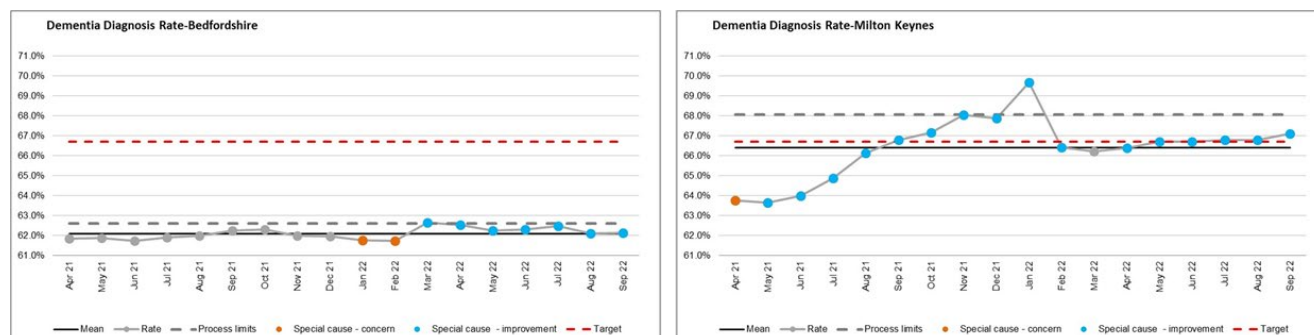 Dementia Diagnosis Rate-Bedfordshire
71.0%
70.0%
69.0%
68.0%
67.0%
66.0%
65.0%
64.0%
63.0%
62.0%
61.0%
Apr 21
May 21
Jun 21
Jul 21
Aug 21
Sep 21
Oct 21
Nov 21
Dec 21
Jan 22
Feb 22
Mar 22
Apr 22
May 22
Jun 22
Jul 22
Aug 22
Sep 22
Mean Rate Process limits Special cause - concern Special cause - improvement Target
Dementia Diagnosis Rate-Milton Keynes
71.0%
70.0%
69.0%
68.0%
67.0%
66.0%
65.0%
64.0%
63.0%
62.0%
61.0%
Apr 21
May 21
Jun 21
Jul 21
Aug 21
Sep 21
Oct 21
Nov 21
Dec 21
Jan 22
Feb 22
Mar 22
Apr 22
May 22
Jun 22
Jul 22
Aug 22
Sep 22
Mean Rate Process limits Special cause - concern Special cause - improvement Target